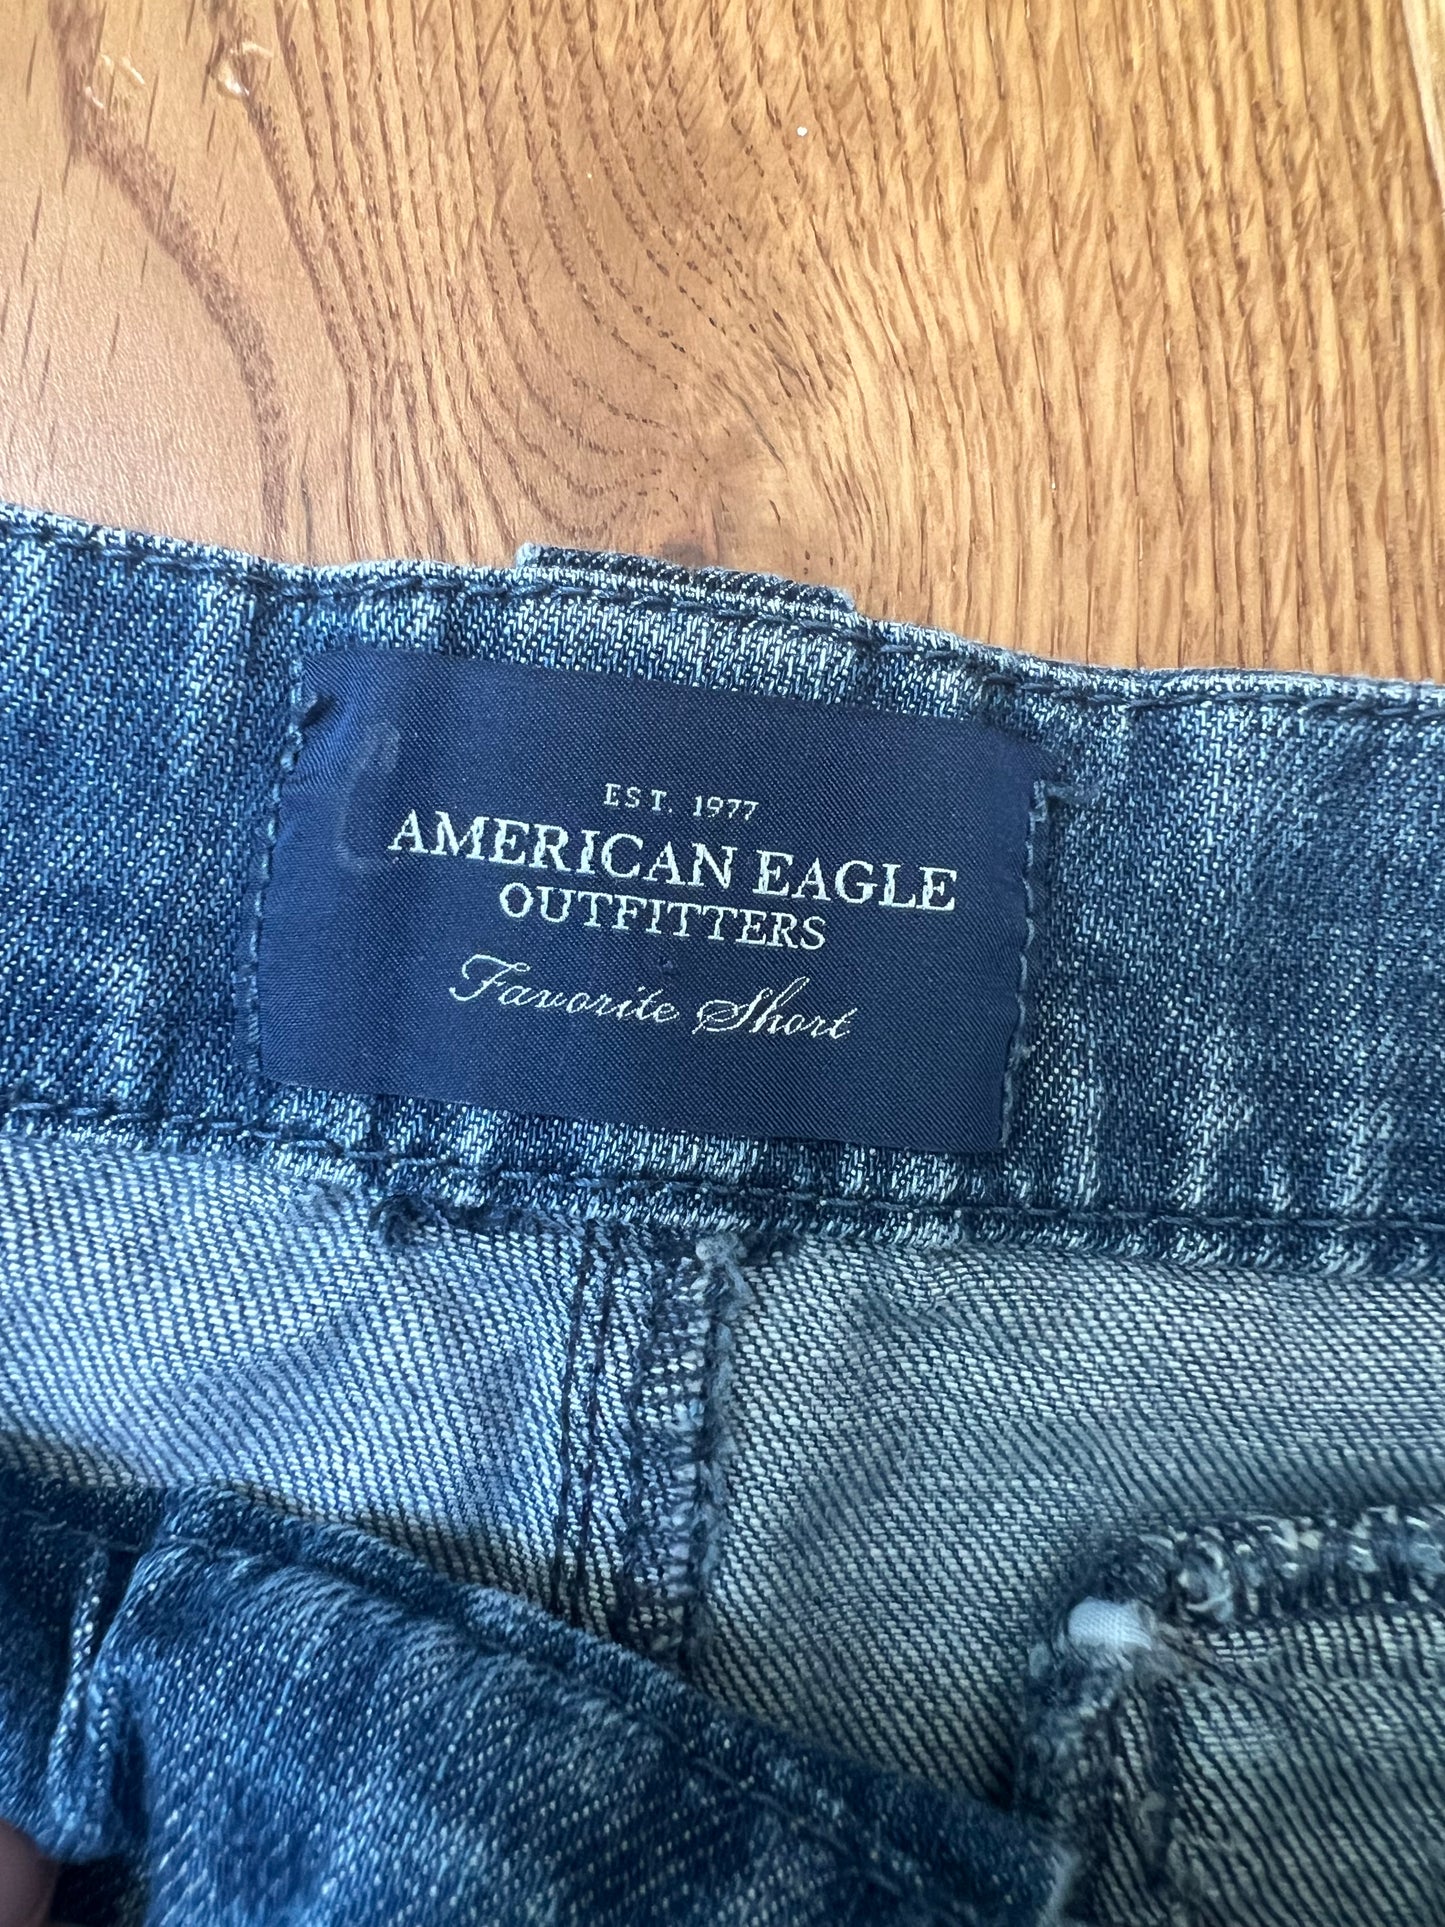 EST. 1977
AMERICAN EAGLE
OUTFITTERS
Favorite Short